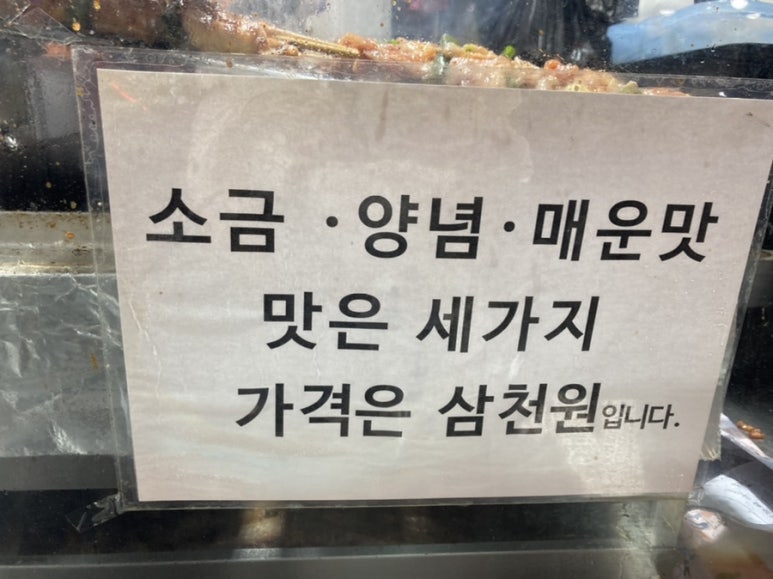 소금 · 양념 · 매운맛
맛은 세가지
가격은 삼천원입니다.